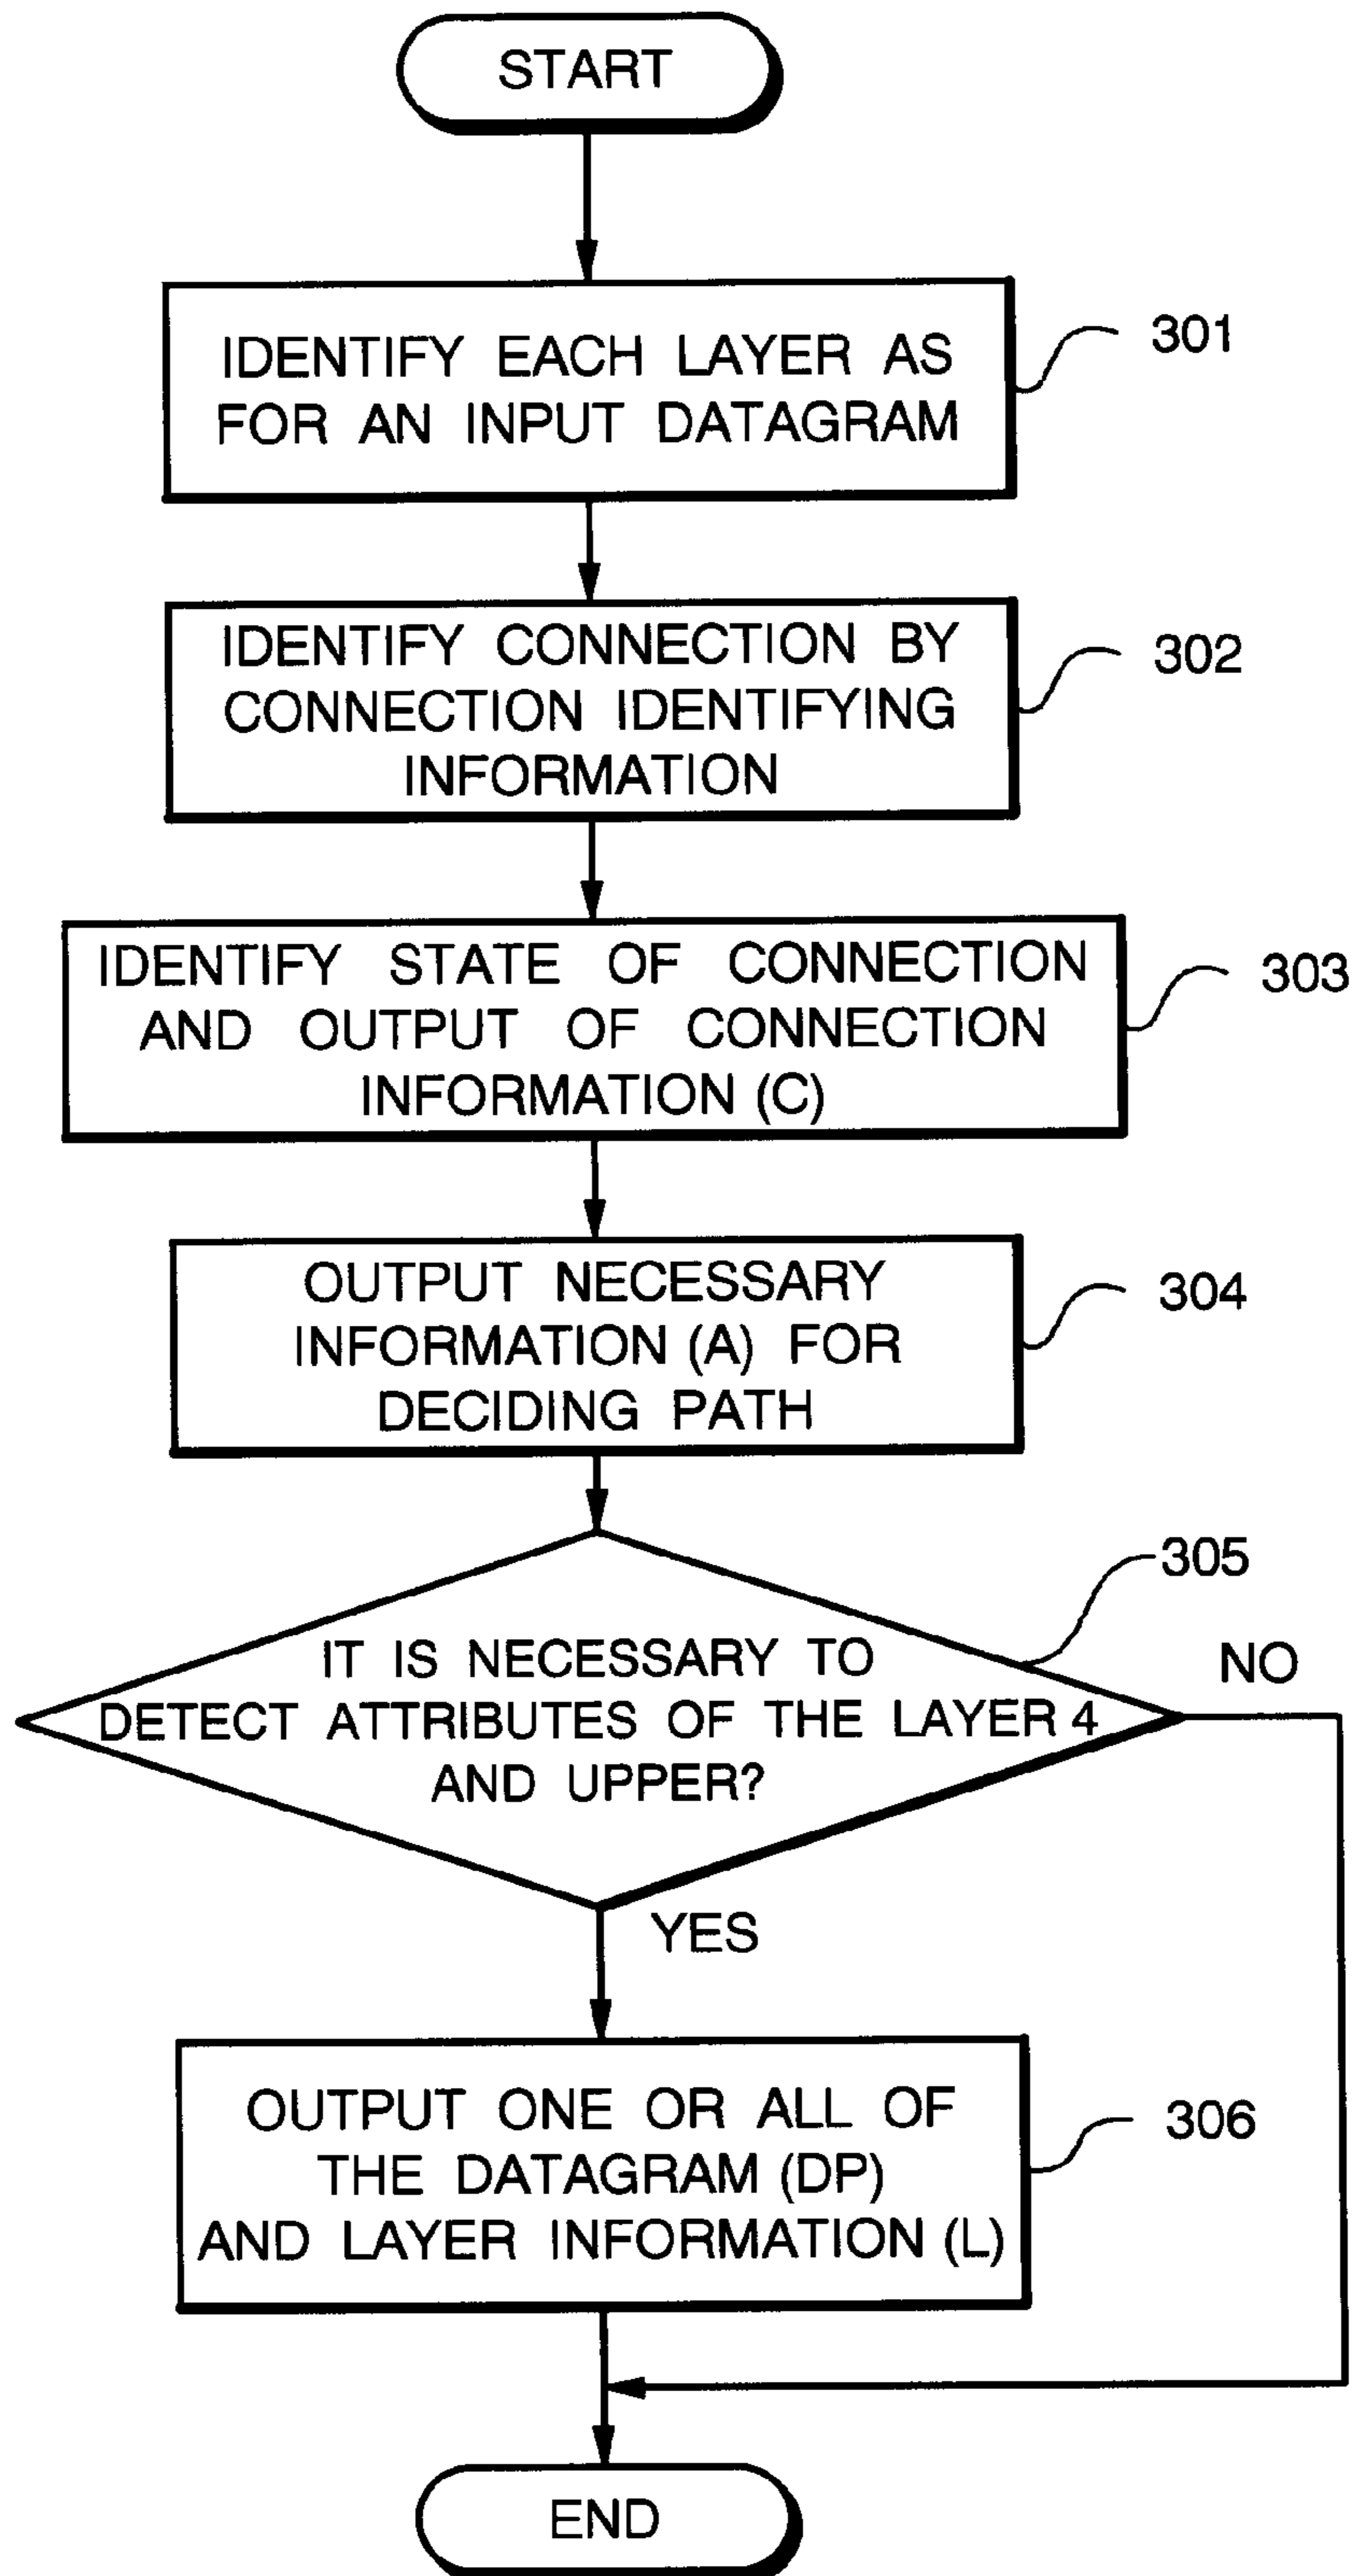 START
IDENTIFY EACH LAYER AS
FOR AN INPUT DATAGRAM
301
IDENTIFY CONNECTION BY
CONNECTION IDENTIFYING
INFORMATION
302
IDENTIFY STATE OF CONNECTION
AND OUTPUT OF CONNECTION
INFORMATION (C)
303
OUTPUT NECESSARY
INFORMATION (A) FOR
DECIDING PATH
304
305
IT IS NECESSARY TO
DETECT ATTRIBUTES OF THE LAYER 4
AND UPPER?
NO
YES
OUTPUT ONE OR ALL OF
THE DATAGRAM (DP)
AND LAYER INFORMATION (L)
306
END